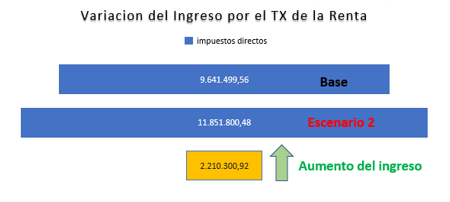 Variacion del Ingreso por el TX de la Renta
impuestos directos
9.641.499,56 Base
11.851.800,48 Escenario 2
2.210.300,92 Aumento del ingreso